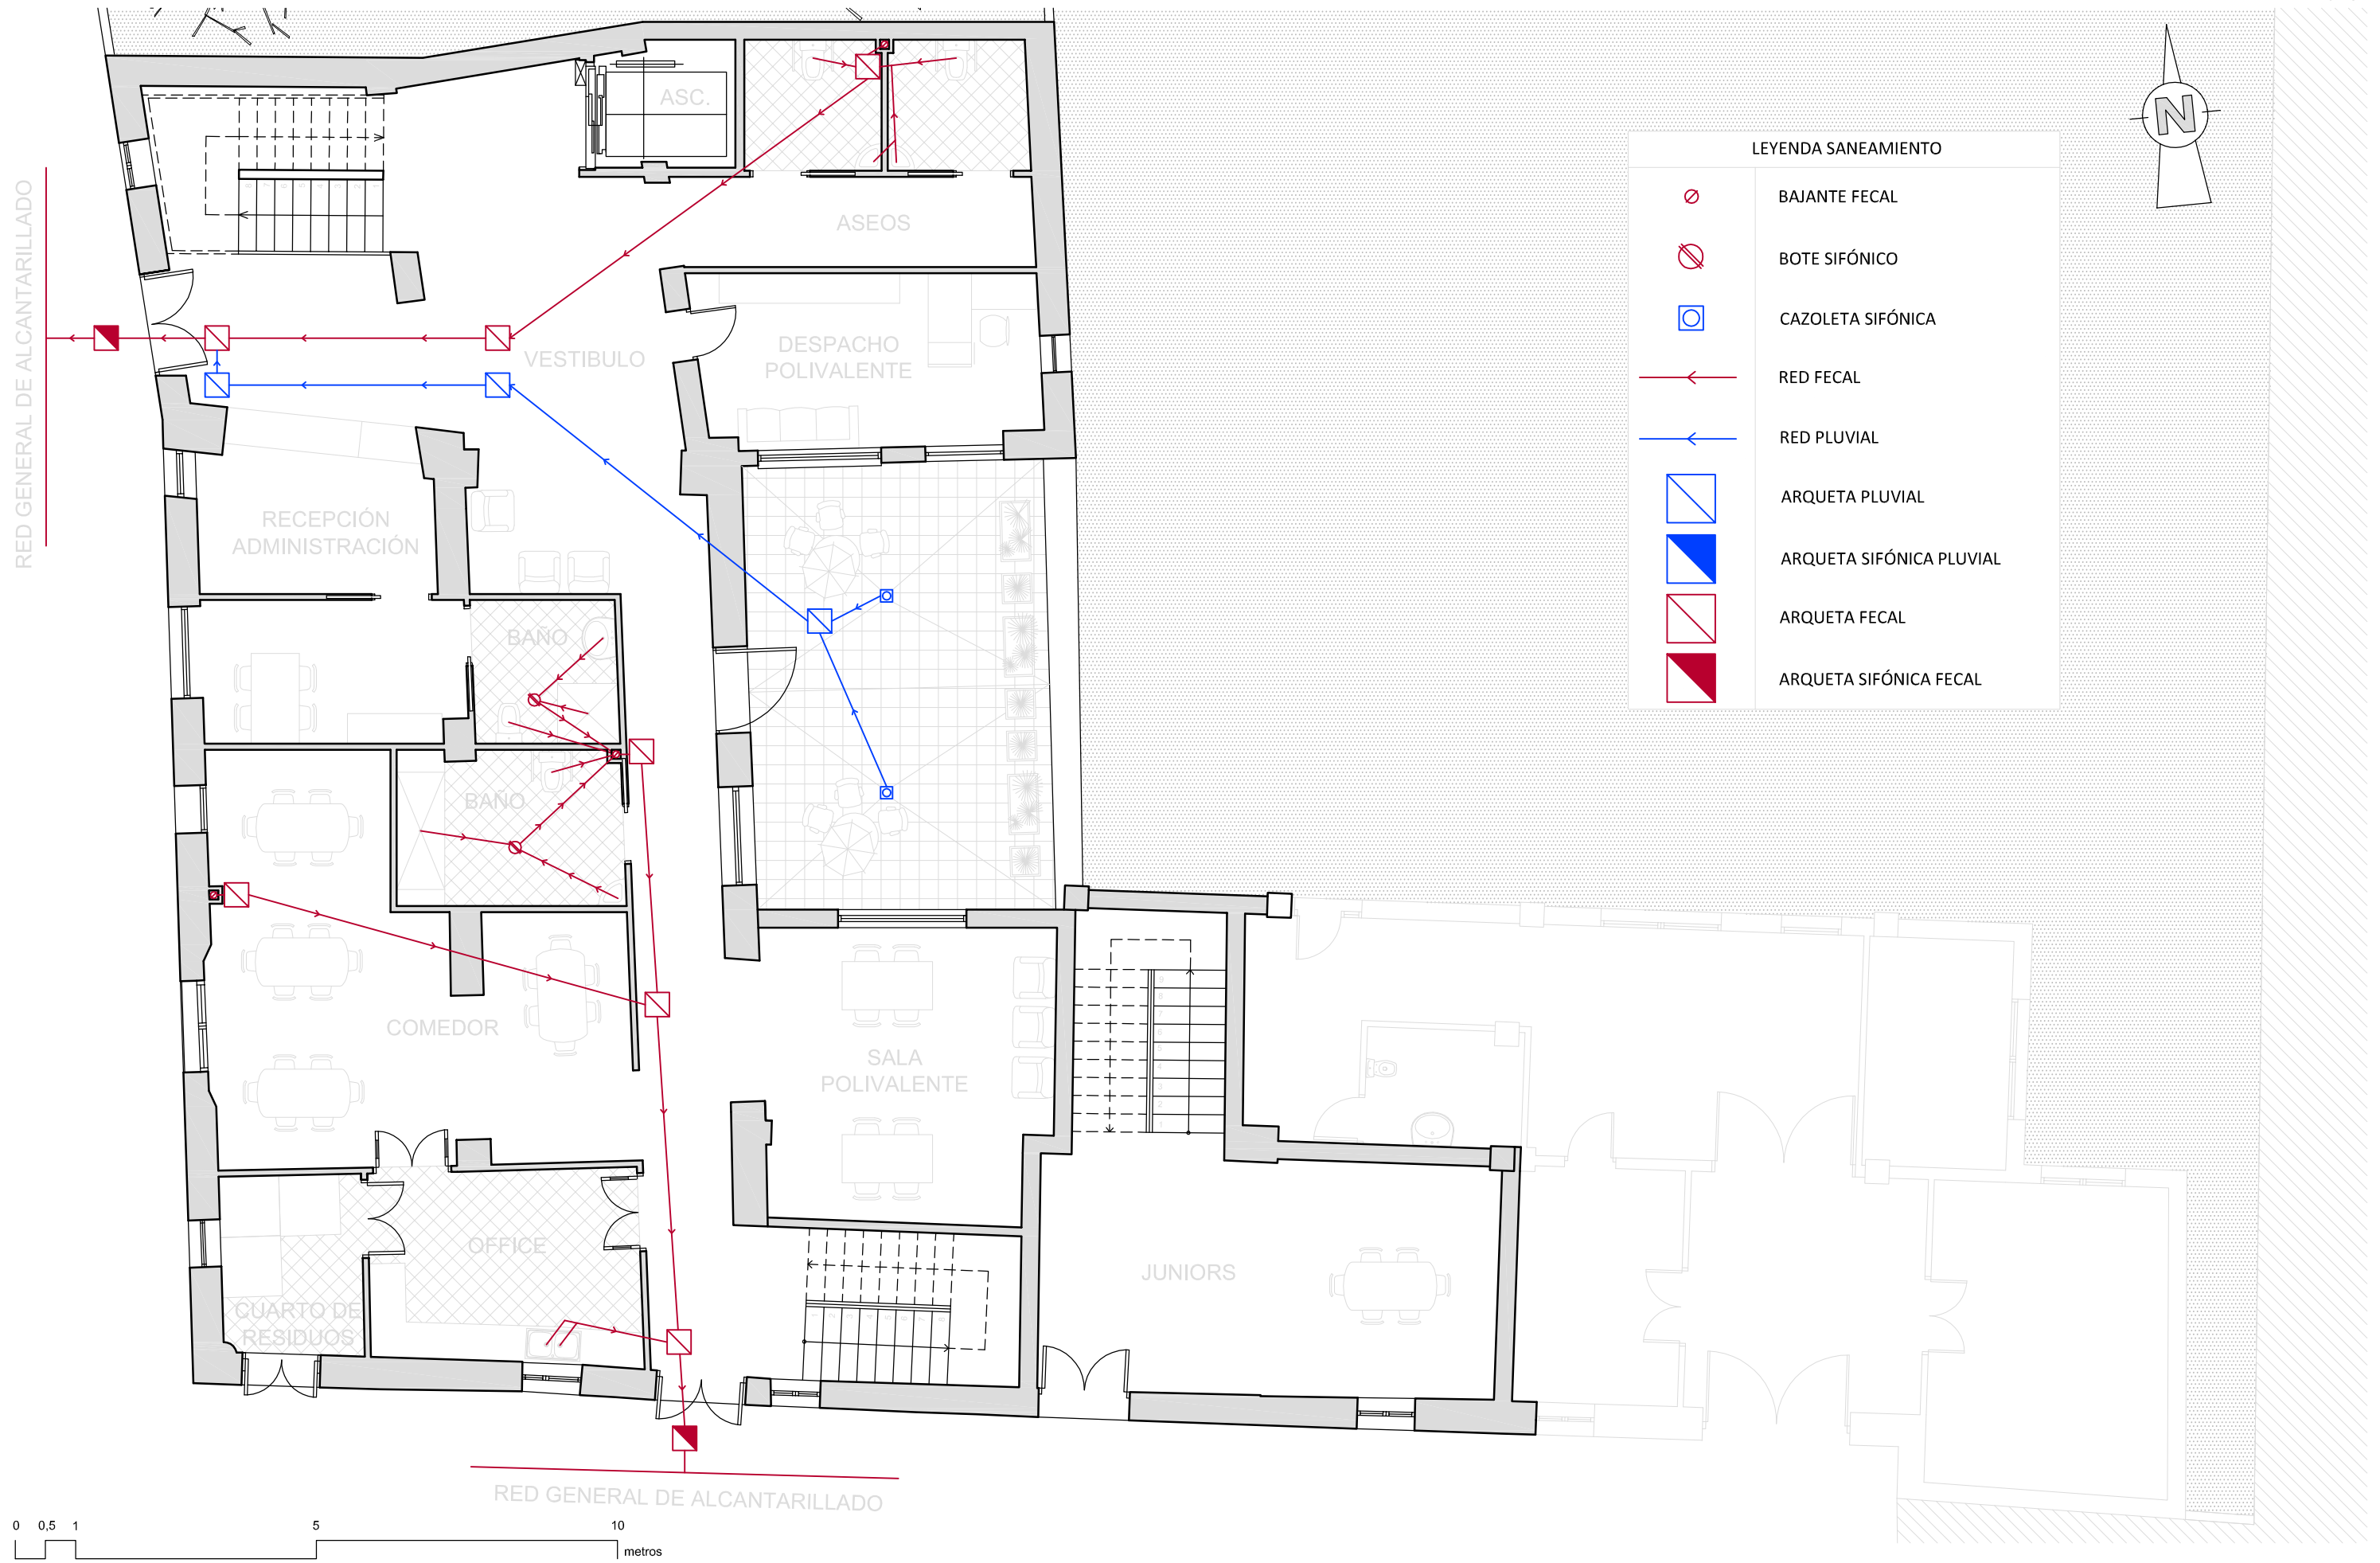 ASC.
N
LEYENDA SANEAMIENTO
BAJANTE FECAL
BOTE SIFÓNICO
CAZOLETA SIFÓNICA
RED FECAL
RED PLUVIAL
ARQUETA PLUVIAL
ARQUETA SIFÓNICA PLUVIAL
ARQUETA FECAL
ARQUETA SIFÓNICA FECAL
RED GENERAL DE ALCANTARILLADO
ASEOS
VESTIBULO
DESPACHO
POLIVALENTE
RECEPCIÓN
ADMINISTRACIÓN
BAÑO
BAÑO
COMEDOR
SALA
POLIVALENTE
OFFICE
JUNIORS
CUARTO DE
RESIDUOS
RED GENERAL DE ALCANTARILLADO
0 0,5 1 5 10
metros